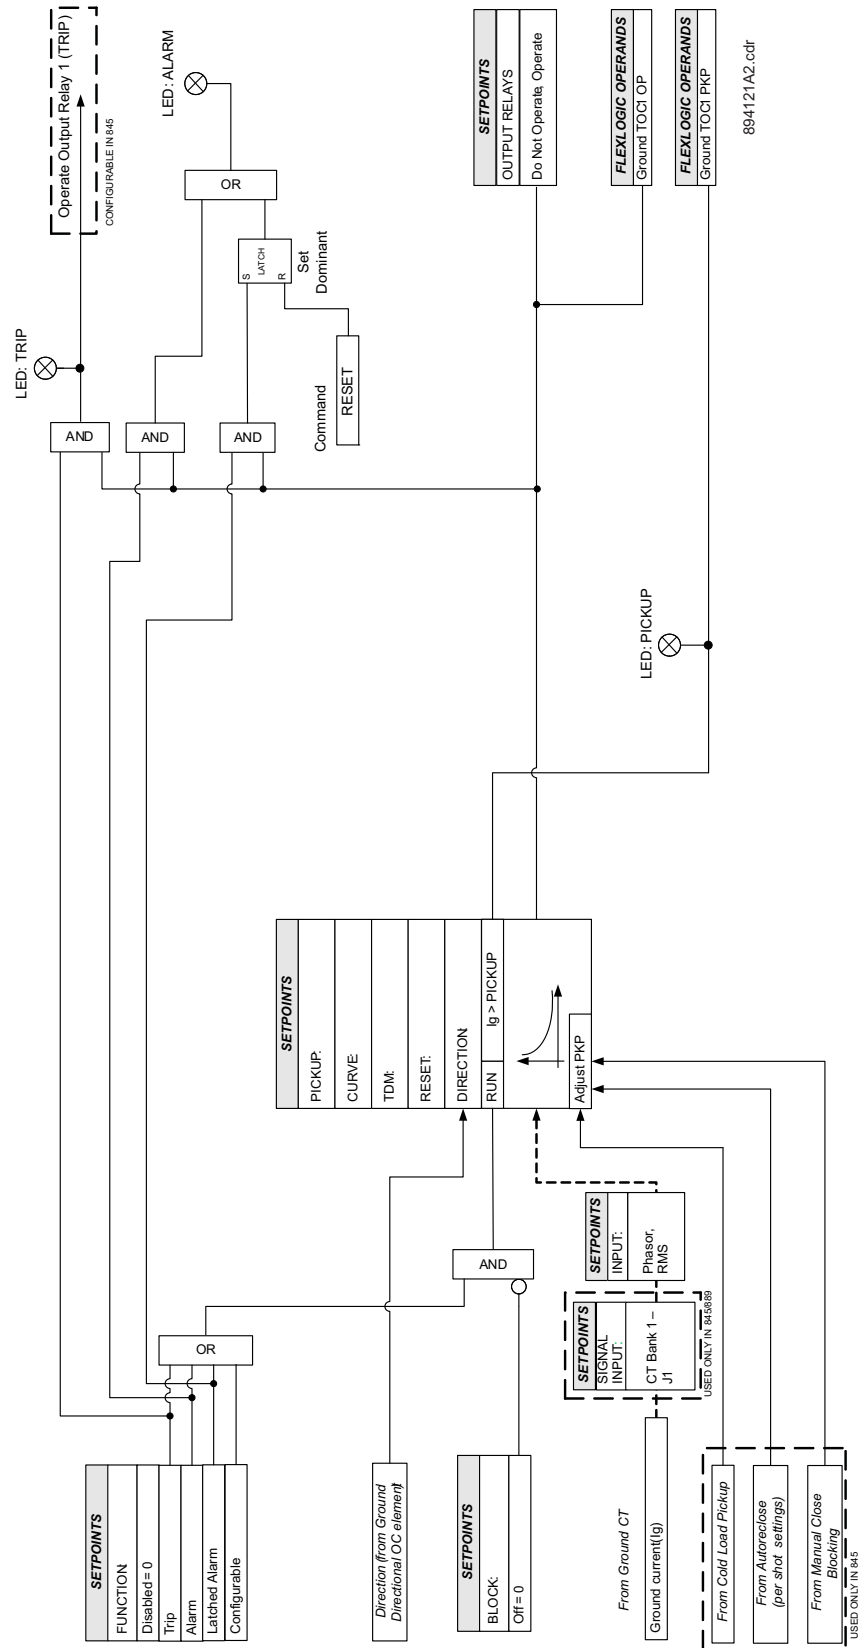 SETPOINTS
FUNCTION:
Disabled = 0
Trip
Alarm
Latched Alarm
Configurable
OR
Direction (from Ground
Directional OC element)
SETPOINTS
BLOCK:
Off = 0
AND
From Ground CT
Ground current(Ig)
SETPOINTS
SIGNAL
INPUT:
CT Bank 1 –
J1
USED ONLY IN 845/889
SETPOINTS
INPUT:
Phasor,
RMS
From Cold Load Pickup
From Autoreclose
(per shot settings)
From Manual Close
Blocking
USED ONLY IN 845
SETPOINTS
PICKUP:
CURVE:
TDM:
RESET:
DIRECTION:
RUN
Ig > PICKUP
Adjust PKP
LED: PICKUP
AND
AND
AND
LED: TRIP
Operate Output Relay 1 (TRIP)
CONFIGURABLE IN 845
Command
RESET
S
LATCH
R
Set
Dominant
OR
LED: ALARM
SETPOINTS
OUTPUT RELAYS
Do Not Operate, Operate
FLEXLOGIC OPERANDS
Ground TOC1 OP
FLEXLOGIC OPERANDS
Ground TOC1 PKP
894121A2.cdr